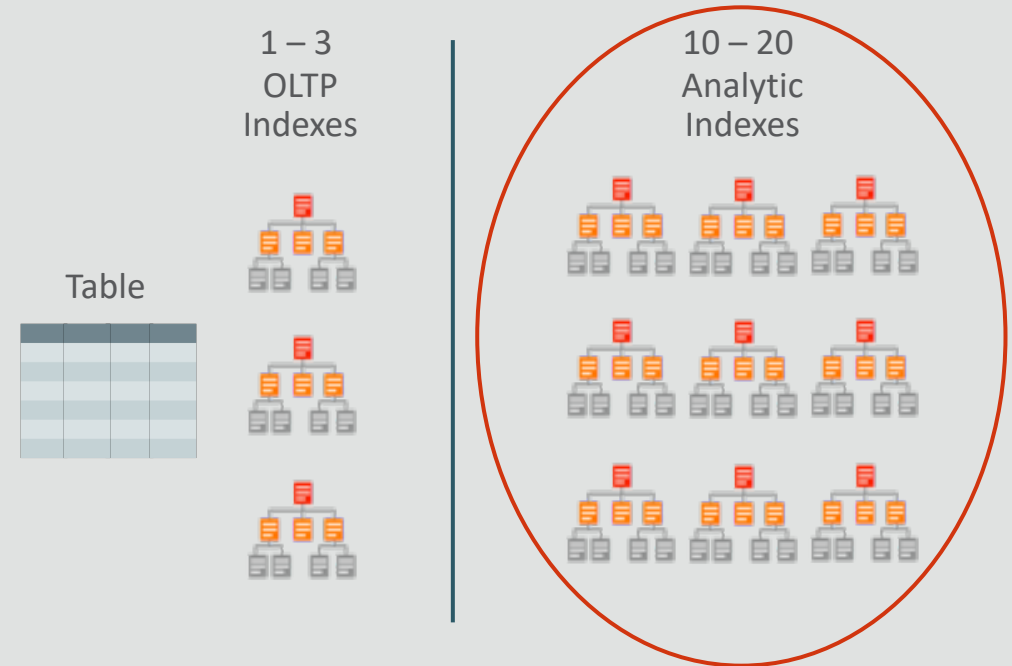 1 – 3
OLTP
Indexes
10 – 20
Analytic
Indexes
Table